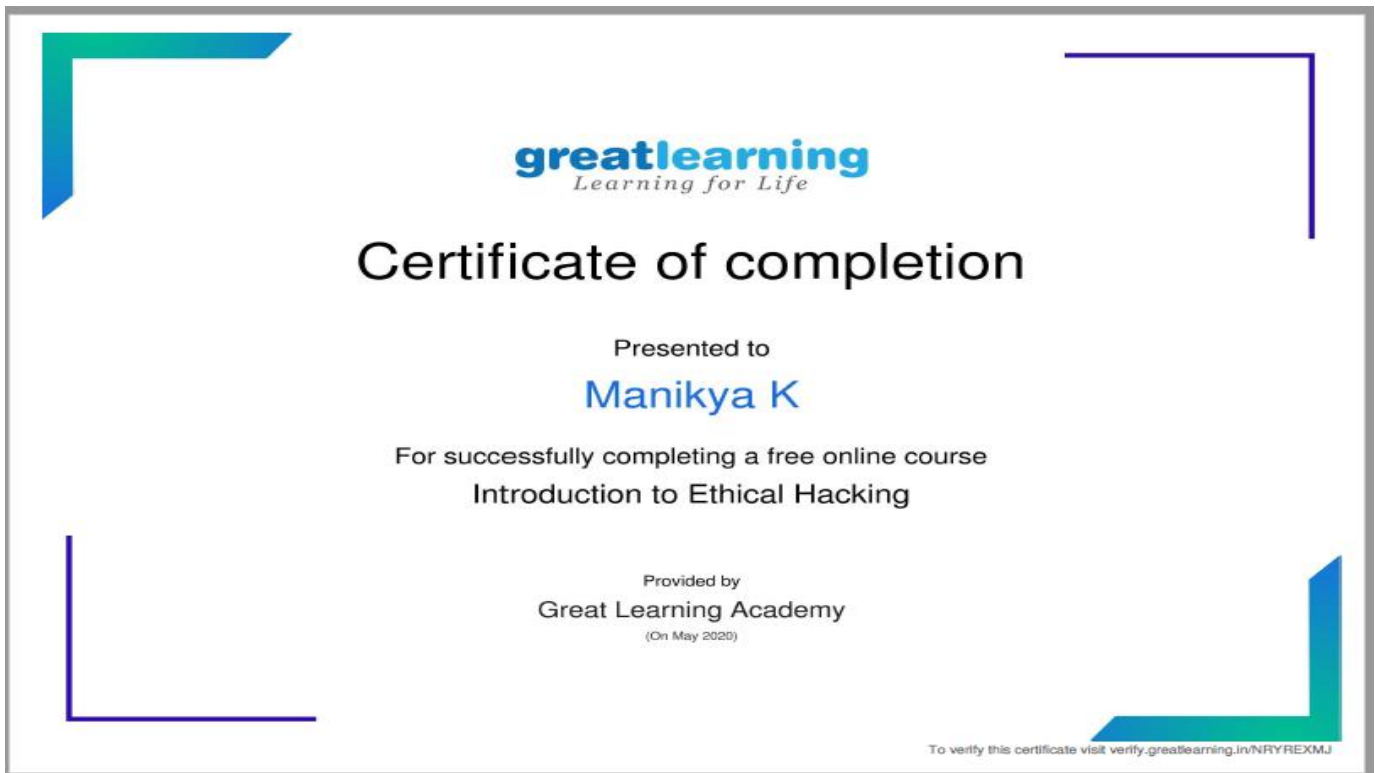 greatlearning
Learning for Life
Certificate of completion
Presented to
Manikya K
For successfully completing a free online course
Introduction to Ethical Hacking
Provided by
Great Learning Academy
(On May 2020)
To verify this certificate visit verify.greatlearning.in/NRYREXMJ